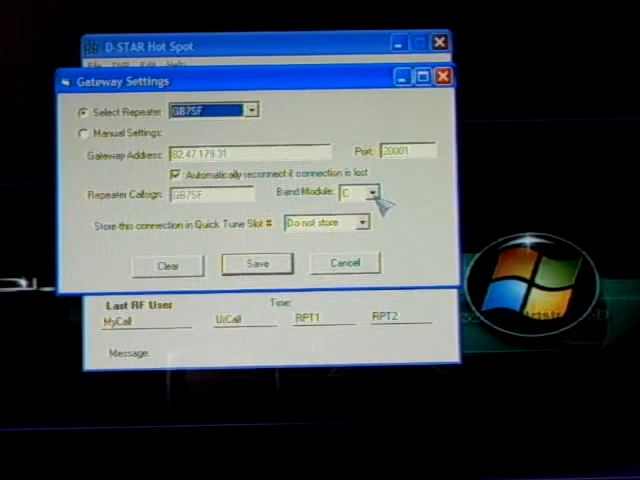 D-STAR Hot Spot
File DVR Edit Help
Gateway Settings
Select Repeater: GB7SF
Manual Settings:
Gateway Address: 82.47.179.31 Port: 20001
Automatically reconnect if connection is lost
Repeater Callsign: GB7SF Band Module: C
Store this connection in Quick Tune Slot # Do not store
Clear Save Cancel
Last RF User Time:
MyCall UrCall RPT1 RPT2
Message: